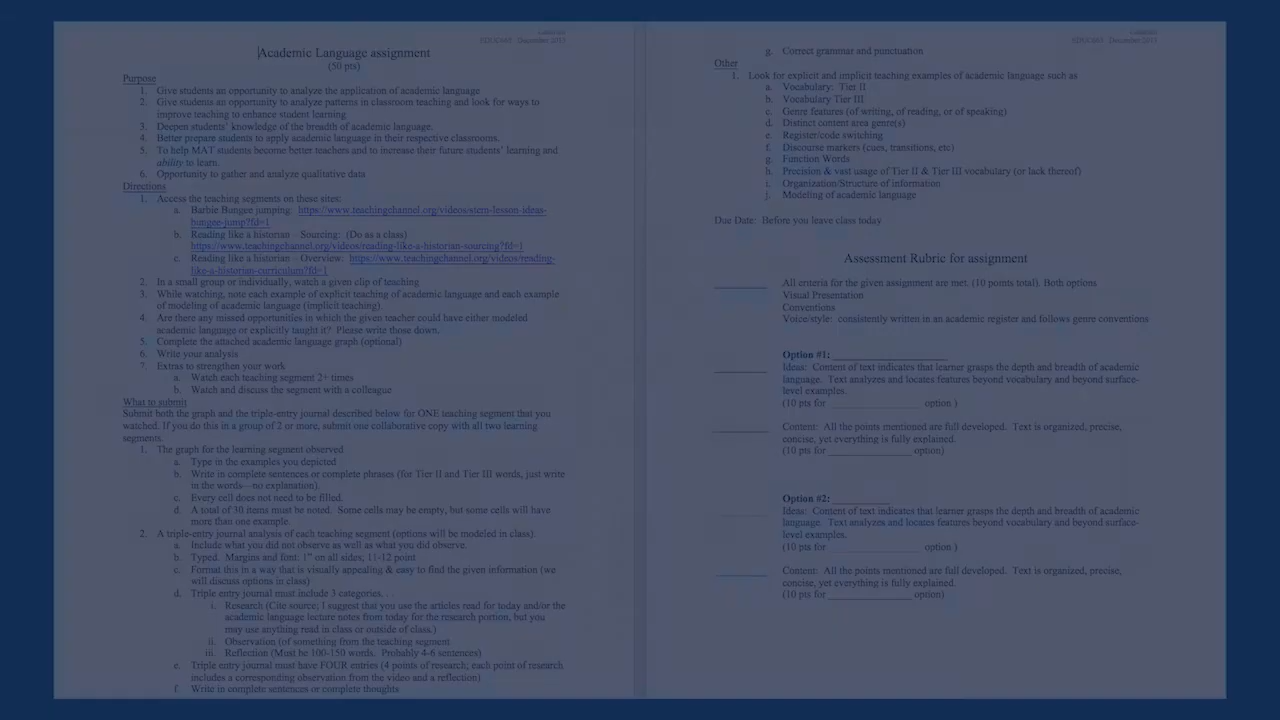 Academic Language assignment
(50 pts)
Purpose
1. Give students an opportunity to analyze the application of academic language
2. Give students an opportunity to analyze patterns in classroom teaching and look for ways to
improve teaching to enhance student learning
3. Deepen students' knowledge of the breadth of academic language.
4. Better prepare students to apply academic language in their respective classrooms.
5. To help MAT students become better teachers and to increase their future students' learning and
ability to learn.
6. Opportunity to gather and analyze qualitative data
Directions
1. Access the teaching segments on these sites:
a. Barbie Bungee jumping: https://www.teachingchannel.org/videos/stem-lesson-ideas-
bungee-jump?fd=1
b. Reading like a historian – Sourcing: (Do as a class)
https://www.teachingchannel.org/videos/reading-like-a-historian-sourcing?fd=1
c. Reading like a historian – Overview: https://www.teachingchannel.org/videos/reading-
like-a-historian-curriculum?fd=1
2. In a small group or individually, watch a given clip of teaching
3. While watching, note each example of explicit teaching of academic language and each example
of modeling of academic language (implicit teaching).
4. Are there any missed opportunities in which the given teacher could have either modeled
academic language or explicitly taught it? Please write those down.
5. Complete the attached academic language graph (optional)
6. Write your analysis
7. Extras to strengthen your work
a. Watch each teaching segment 2+ times
b. Watch and discuss the segment with a colleague
What to submit
Submit both the graph and the triple-entry journal described below for ONE teaching segment that you
watched. If you do this in a group of 2 or more, submit one collaborative copy with all two learning
segments.
1. The graph for the learning segment observed
a. Type in the examples you depicted
b. Write in complete sentences or complete phrases (for Tier II and Tier III words, just write
in the words—no explanation).
c. Every cell does not need to be filled.
d. A total of 30 items must be noted. Some cells may be empty, but some cells will have
more than one example.
2. A triple-entry journal analysis of each teaching segment (options will be modeled in class).
a. Include what you did not observe as well as what you did observe.
b. Typed. Margins and font: 1" on all sides; 11-12 point
c. Format this in a way that is visually appealing & easy to find the given information (we
will discuss options in class)
d. Triple entry journal must include 3 categories. . .
i. Research (Cite source; I suggest that you use the articles read for today and/or the
academic language lecture notes from today for the research portion, but you
may use anything read in class or outside of class.)
ii. Observation (of something from the teaching segment
iii. Reflection (Must be 100-150 words. Probably 4-6 sentences)
e. Triple entry journal must have FOUR entries (4 points of research; each point of research
includes a corresponding observation from the video and a reflection)
f. Write in complete sentences or complete thoughts
g. Correct grammar and punctuation
Other
1. Look for explicit and implicit teaching examples of academic language such as
a. Vocabulary: Tier II
b. Vocabulary Tier III
c. Genre features (of writing, of reading, or of speaking)
d. Distinct content area genre(s)
e. Register/code switching
f. Discourse markers (cues, transitions, etc)
g. Function Words
h. Precision & vast usage of Tier II & Tier III vocabulary (or lack thereof)
i. Organization/Structure of information
j. Modeling of academic language
Due Date: Before you leave class today
Assessment Rubric for assignment
All criteria for the given assignment are met. (10 points total). Both options
Visual Presentation
Conventions
Voice/style: consistently written in an academic register and follows genre conventions
Option #1:
Ideas: Content of text indicates that learner grasps the depth and breadth of academic
language. Text analyzes and locates features beyond vocabulary and beyond surface-
level examples.
(10 pts for ____ option )
Content: All the points mentioned are full developed. Text is organized, precise,
concise, yet everything is fully explained.
(10 pts for ____ option)
Option #2:
Ideas: Content of text indicates that learner grasps the depth and breadth of academic
language. Text analyzes and locates features beyond vocabulary and beyond surface-
level examples.
(10 pts for ____ option )
Content: All the points mentioned are full developed. Text is organized, precise,
concise, yet everything is fully explained.
(10 pts for ____ option)